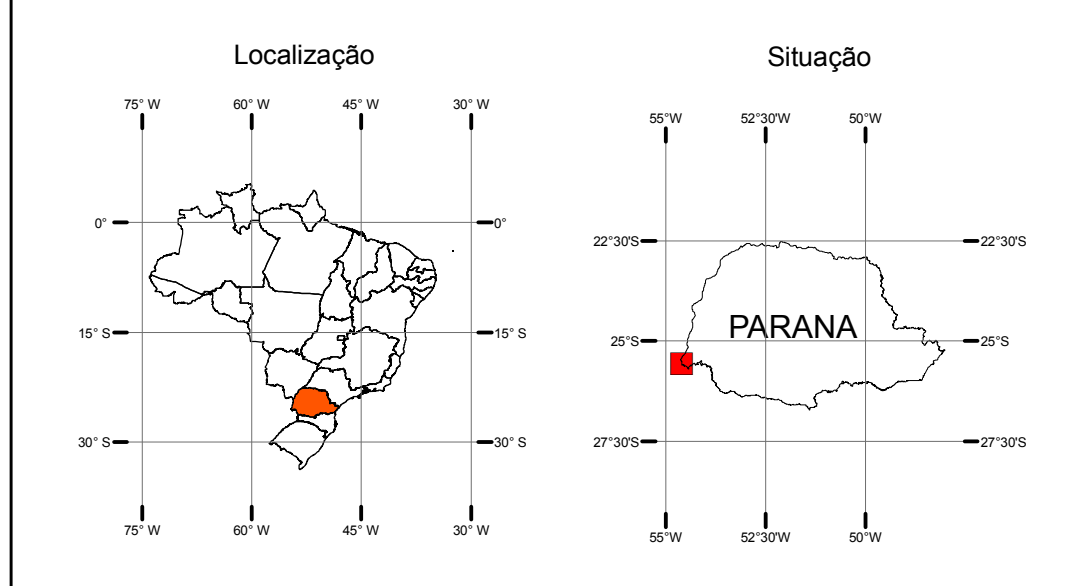 Localização
75° W 60° W 45° W 30° W
0° 0°
15° S 15° S
30° S 30° S
75° W 60° W 45° W 30° W
Situação
55°W 52°30'W 50°W
22°30'S 22°30'S
PARANA
25°S 25°S
27°30'S 27°30'S
55°W 52°30'W 50°W